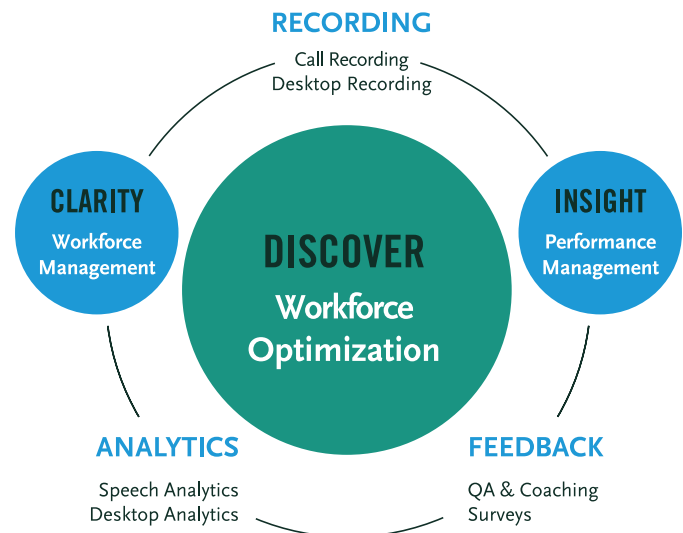 RECORDING
Call Recording
Desktop Recording
CLARITY
Workforce
Management
DISCOVER
Workforce
Optimization
INSIGHT
Performance
Management
ANALYTICS
Speech Analytics
Desktop Analytics
FEEDBACK
QA & Coaching
Surveys